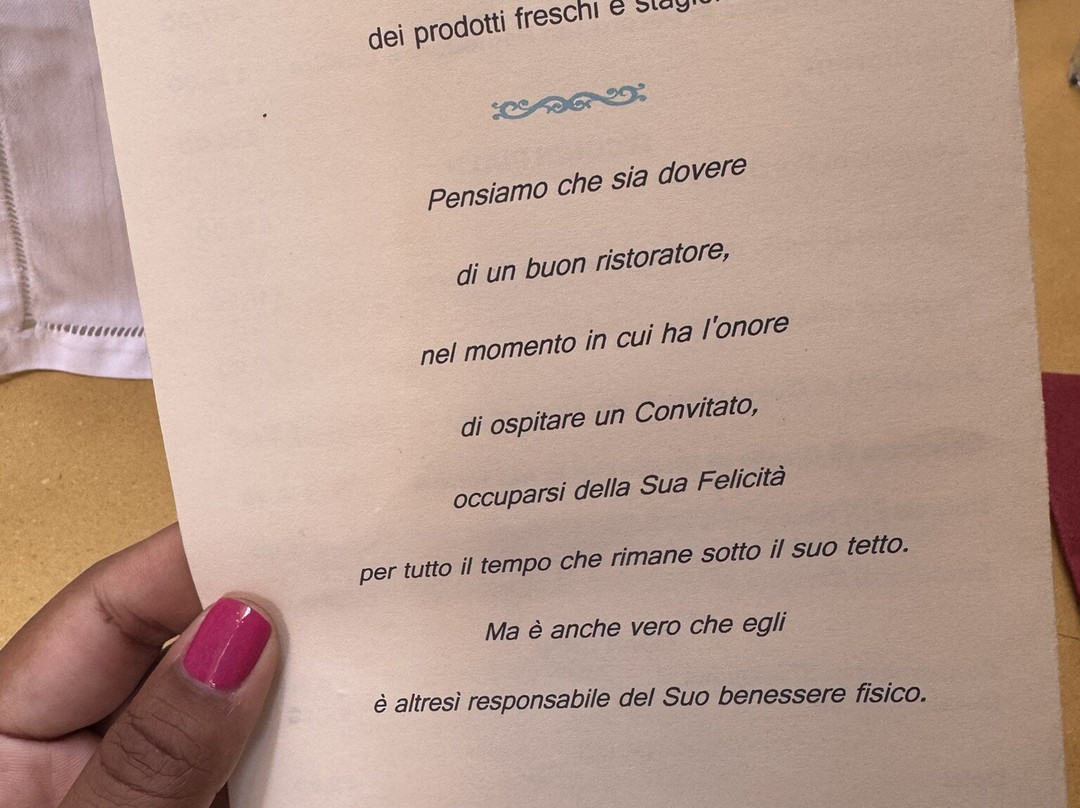 dei prodotti freschi e
Pensiamo che sia dovere
di un buon ristoratore,
nel momento in cui ha l'onore
di ospitare un Convitato,
occuparsi della Sua Felicità
per tutto il tempo che rimane sotto il suo tetto.
Ma è anche vero che egli
è altresì responsabile del Suo benessere fisico.